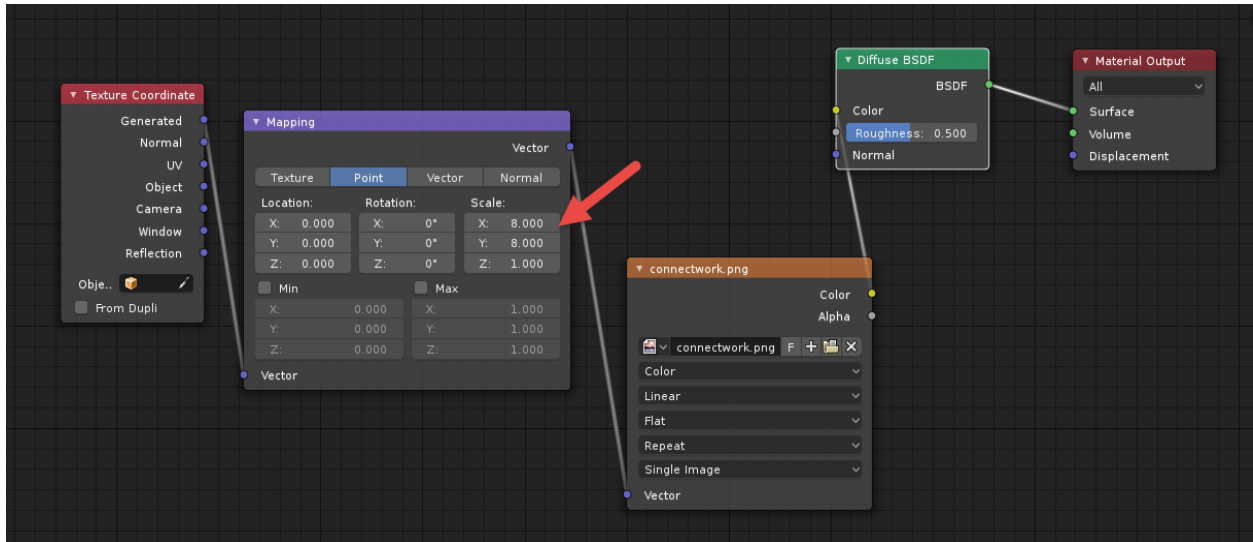 Texture Coordinate
Generated
Normal
UV
Object
Camera
Window
Reflection
Obje..
From Dupli
Mapping
Vector
Texture Point Vector Normal
Location: Rotation: Scale:
X: 0.000 X: 0° X: 8.000
Y: 0.000 Y: 0° Y: 8.000
Z: 0.000 Z: 0° Z: 1.000
Min Max
X: 0.000 X: 1.000
Y: 0.000 Y: 1.000
Z: 0.000 Z: 1.000
Vector
connectwork.png
Color
Alpha
connectwork.png F
Color
Linear
Flat
Repeat
Single Image
Vector
Diffuse BSDF
BSDF
Color
Roughness: 0.500
Normal
Material Output
All
Surface
Volume
Displacement